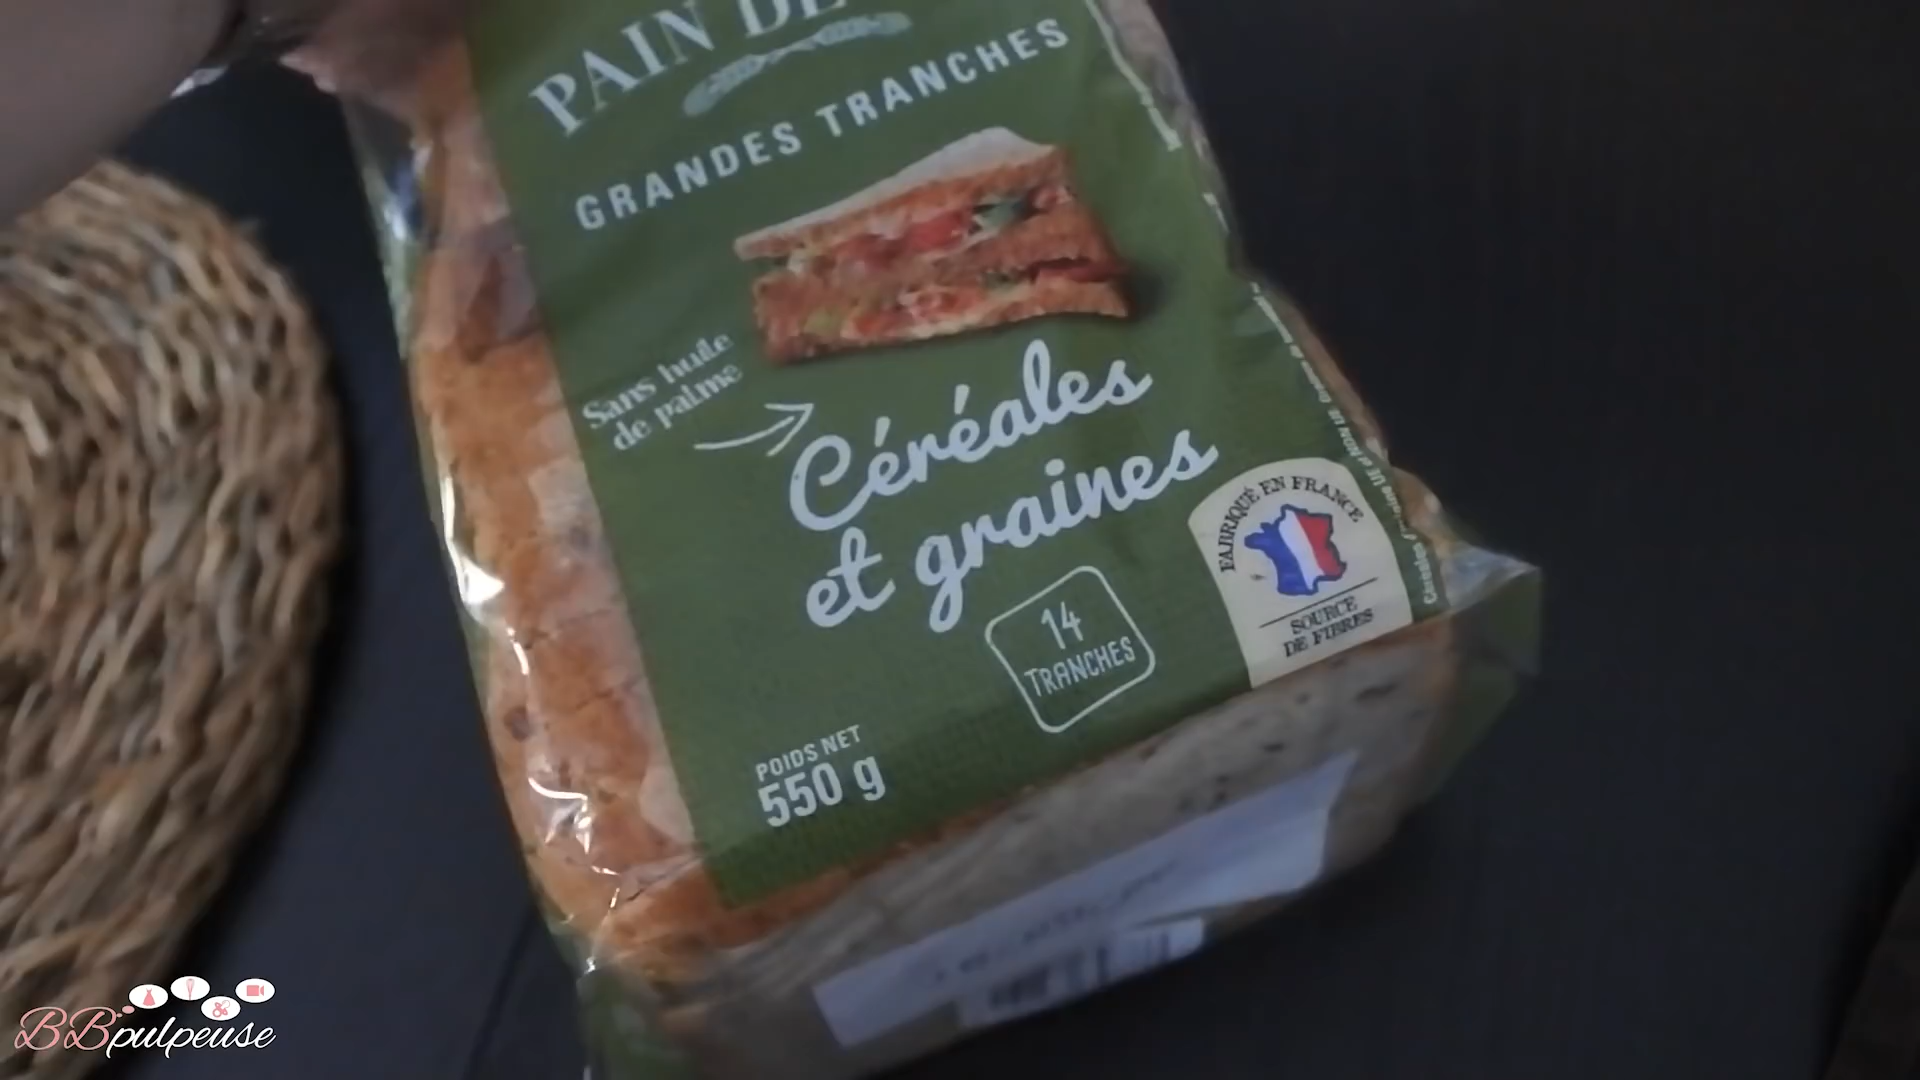 PAIN DE
GRANDES TRANCHES
Sans huile
de palme
Céréales
et graines
FABRIQUÉ EN FRANCE
SOURCE
DE FIBRES
14
TRANCHES
POIDS NET
550 g
BBpulpeuse